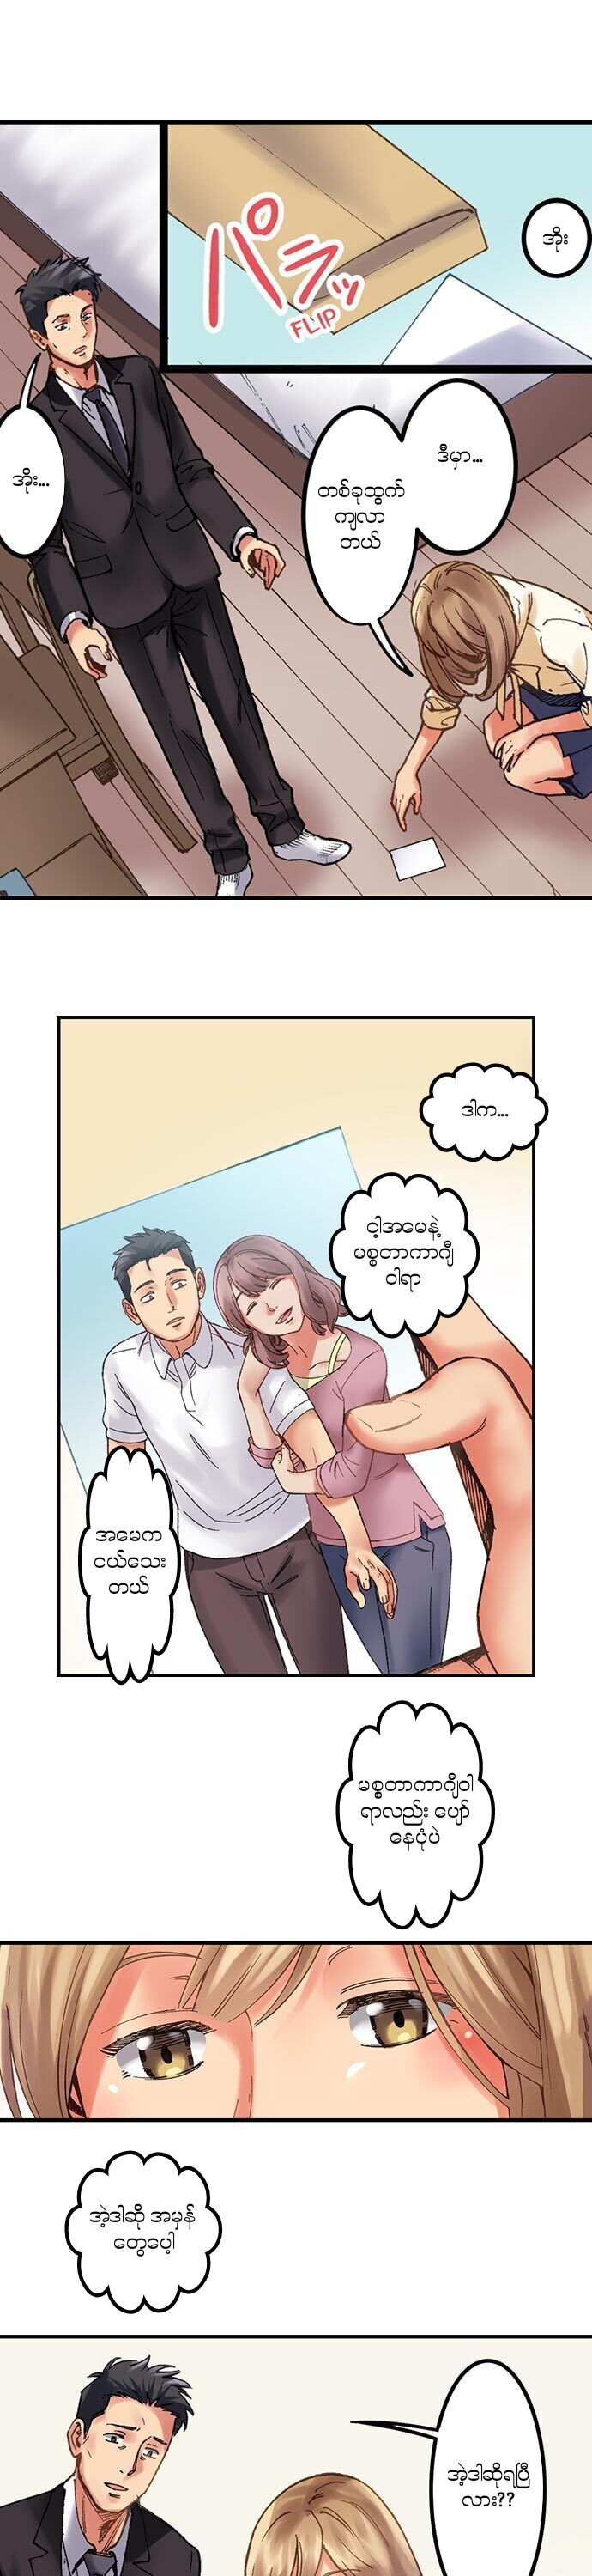 အိုး
パラッ
FLIP
ဒီမှာ...
တစ်ခုထွက်
ကျလာ
တယ်
အိုး...
ဒါက...
ငါ့အမေနဲ့
မစ္စတာကာဂျီ
ဝါရာ
အမေက
ငယ်သေး
တယ်
မစ္စတာကာဂျီဝါ
ရာလည်း ပျော်
နေပုံပဲ
အဲ့ဒါဆို အမှန်
တွေပေါ့
အဲ့ဒါဆိုရပြီ
လား??